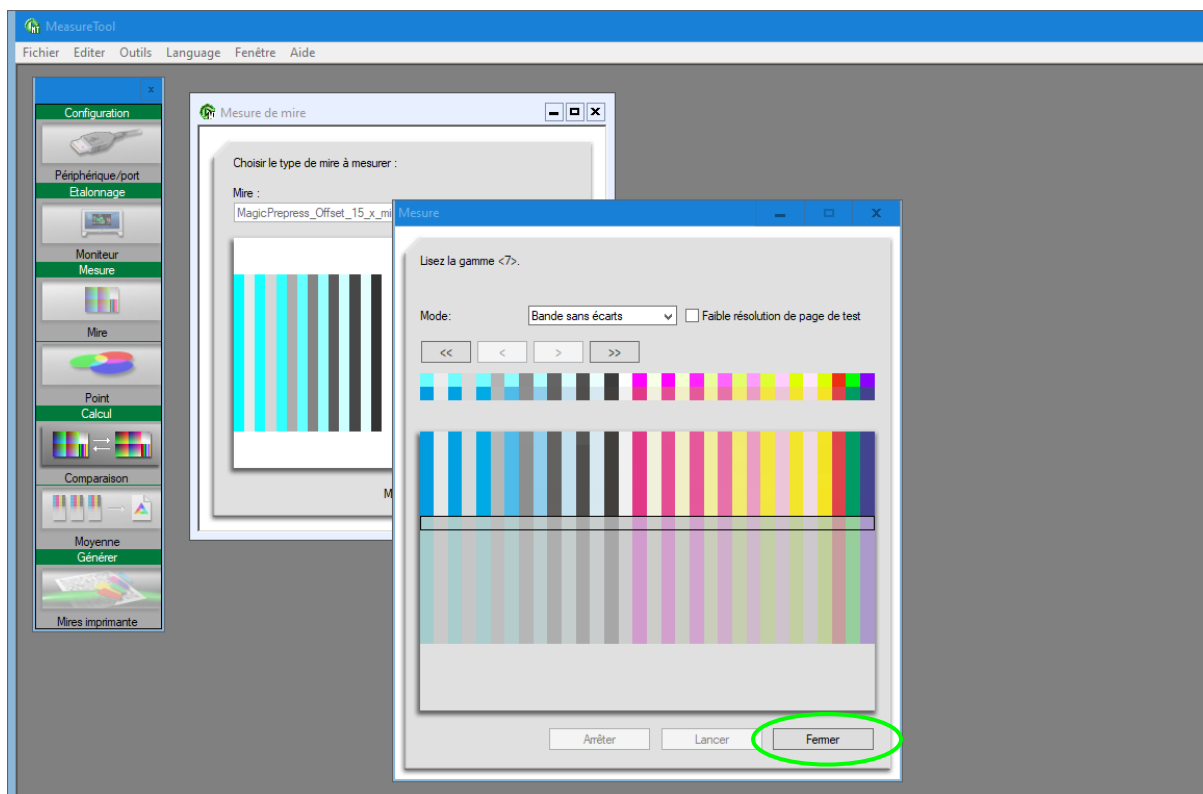 MeasureTool
Fichier Editer Outils Language Fenêtre Aide
x
Configuration
Périphérique/port
Etalonnage
Moniteur
Mesure
Mire
Point
Calcul
Comparaison
Moyenne
Générer
Mires imprimante
Mesure de mire
Choisir le type de mire à mesurer :
Mire :
MagicPrepress_Offset_15_x_mi
M
Mesure
Lisez la gamme <7>.
Mode: Bande sans écarts Faible résolution de page de test
<< < > >>
Arrêter Lancer Fermer